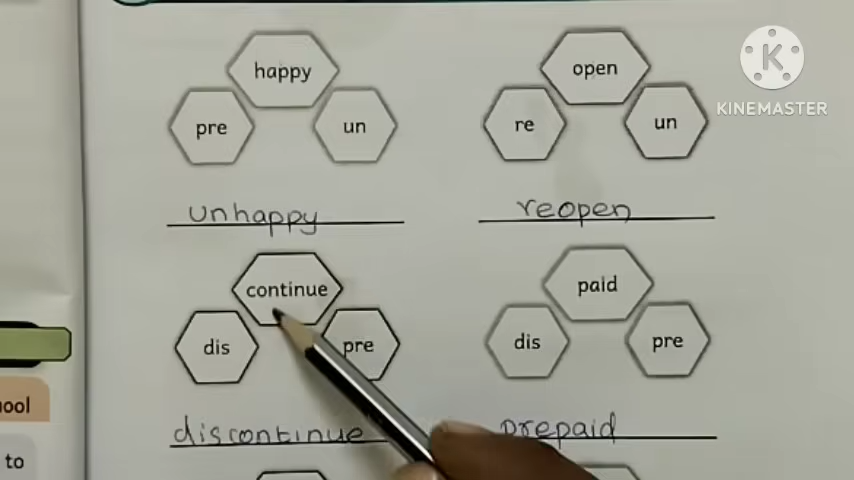 happy
pre un
unhappy
open
re un
reopen
KINEMASTER
continue
dis pre
discontinue
paid
dis pre
prepaid
ool
to